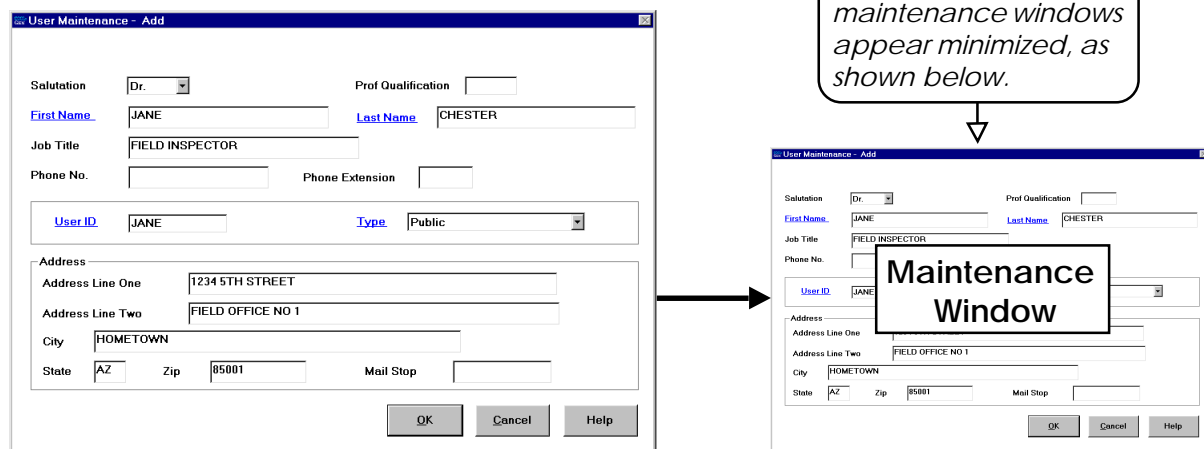 User Maintenance - Add
Salutation Dr. Prof Qualification
First Name JANE Last Name CHESTER
Job Title FIELD INSPECTOR
Phone No. Phone Extension
User ID JANE Type Public
Address
Address Line One 1234 5TH STREET
Address Line Two FIELD OFFICE NO 1
City HOMETOWN
State AZ Zip 85001 Mail Stop
OK Cancel Help
maintenance windows
appear minimized, as
shown below.
User Maintenance - Add
Salutation Dr. Prof Qualification
First Name JANE Last Name CHESTER
Job Title FIELD INSPECTOR
Phone No.
Maintenance
Window
User ID JANE
Address
Address Line One
Address Line Two FIELD OFFICE NO 1
City HOMETOWN
State AZ Zip 85001 Mail Stop
OK Cancel Help